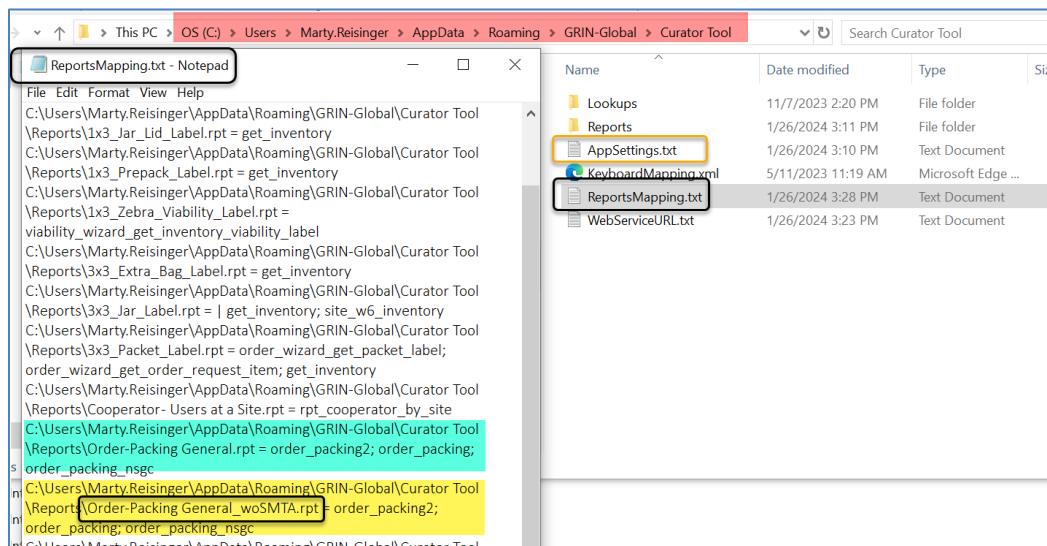 This PC > OS (C:) > Users > Marty.Reisinger > AppData > Roaming > GRIN-Global > Curator Tool
Search Curator Tool
ReportsMapping.txt - Notepad
File Edit Format View Help
C:\Users\Marty.Reisinger\AppData\Roaming\GRIN-Global\Curator Tool
\Reports\1x3_Jar_Lid_Label.rpt = get_inventory
C:\Users\Marty.Reisinger\AppData\Roaming\GRIN-Global\Curator Tool
\Reports\1x3_Prepack_Label.rpt = get_inventory
C:\Users\Marty.Reisinger\AppData\Roaming\GRIN-Global\Curator Tool
\Reports\1x3_Zebra_Viability_Label.rpt =
viability_wizard_get_inventory_viability_label
C:\Users\Marty.Reisinger\AppData\Roaming\GRIN-Global\Curator Tool
\Reports\3x3_Extra_Bag_Label.rpt = get_inventory
C:\Users\Marty.Reisinger\AppData\Roaming\GRIN-Global\Curator Tool
\Reports\3x3_Jar_Label.rpt = | get_inventory; site_w6_inventory
C:\Users\Marty.Reisinger\AppData\Roaming\GRIN-Global\Curator Tool
\Reports\3x3_Packet_Label.rpt = order_wizard_get_packet_label;
order_wizard_get_order_request_item; get_inventory
C:\Users\Marty.Reisinger\AppData\Roaming\GRIN-Global\Curator Tool
\Reports\Cooperator- Users at a Site.rpt = rpt_cooperator_by_site
C:\Users\Marty.Reisinger\AppData\Roaming\GRIN-Global\Curator Tool
\Reports\Order-Packing General.rpt = order_packing2; order_packing;
order_packing_nsgc
C:\Users\Marty.Reisinger\AppData\Roaming\GRIN-Global\Curator Tool
\Reports\Order-Packing General_woSMTA.rpt = order_packing2;
order_packing; order_packing_nsgc
C:\Users\Marty.Reisinger\AppData\Roaming\GRIN-Global\Curator Tool
Name Date modified Type Si
Lookups 11/7/2023 2:20 PM File folder
Reports 1/26/2024 3:11 PM File folder
AppSettings.txt 1/26/2024 3:10 PM Text Document
KeyboardMapping.xml 5/11/2023 11:19 AM Microsoft Edge ...
ReportsMapping.txt 1/26/2024 3:28 PM Text Document
WebServiceURL.txt 1/26/2024 3:23 PM Text Document